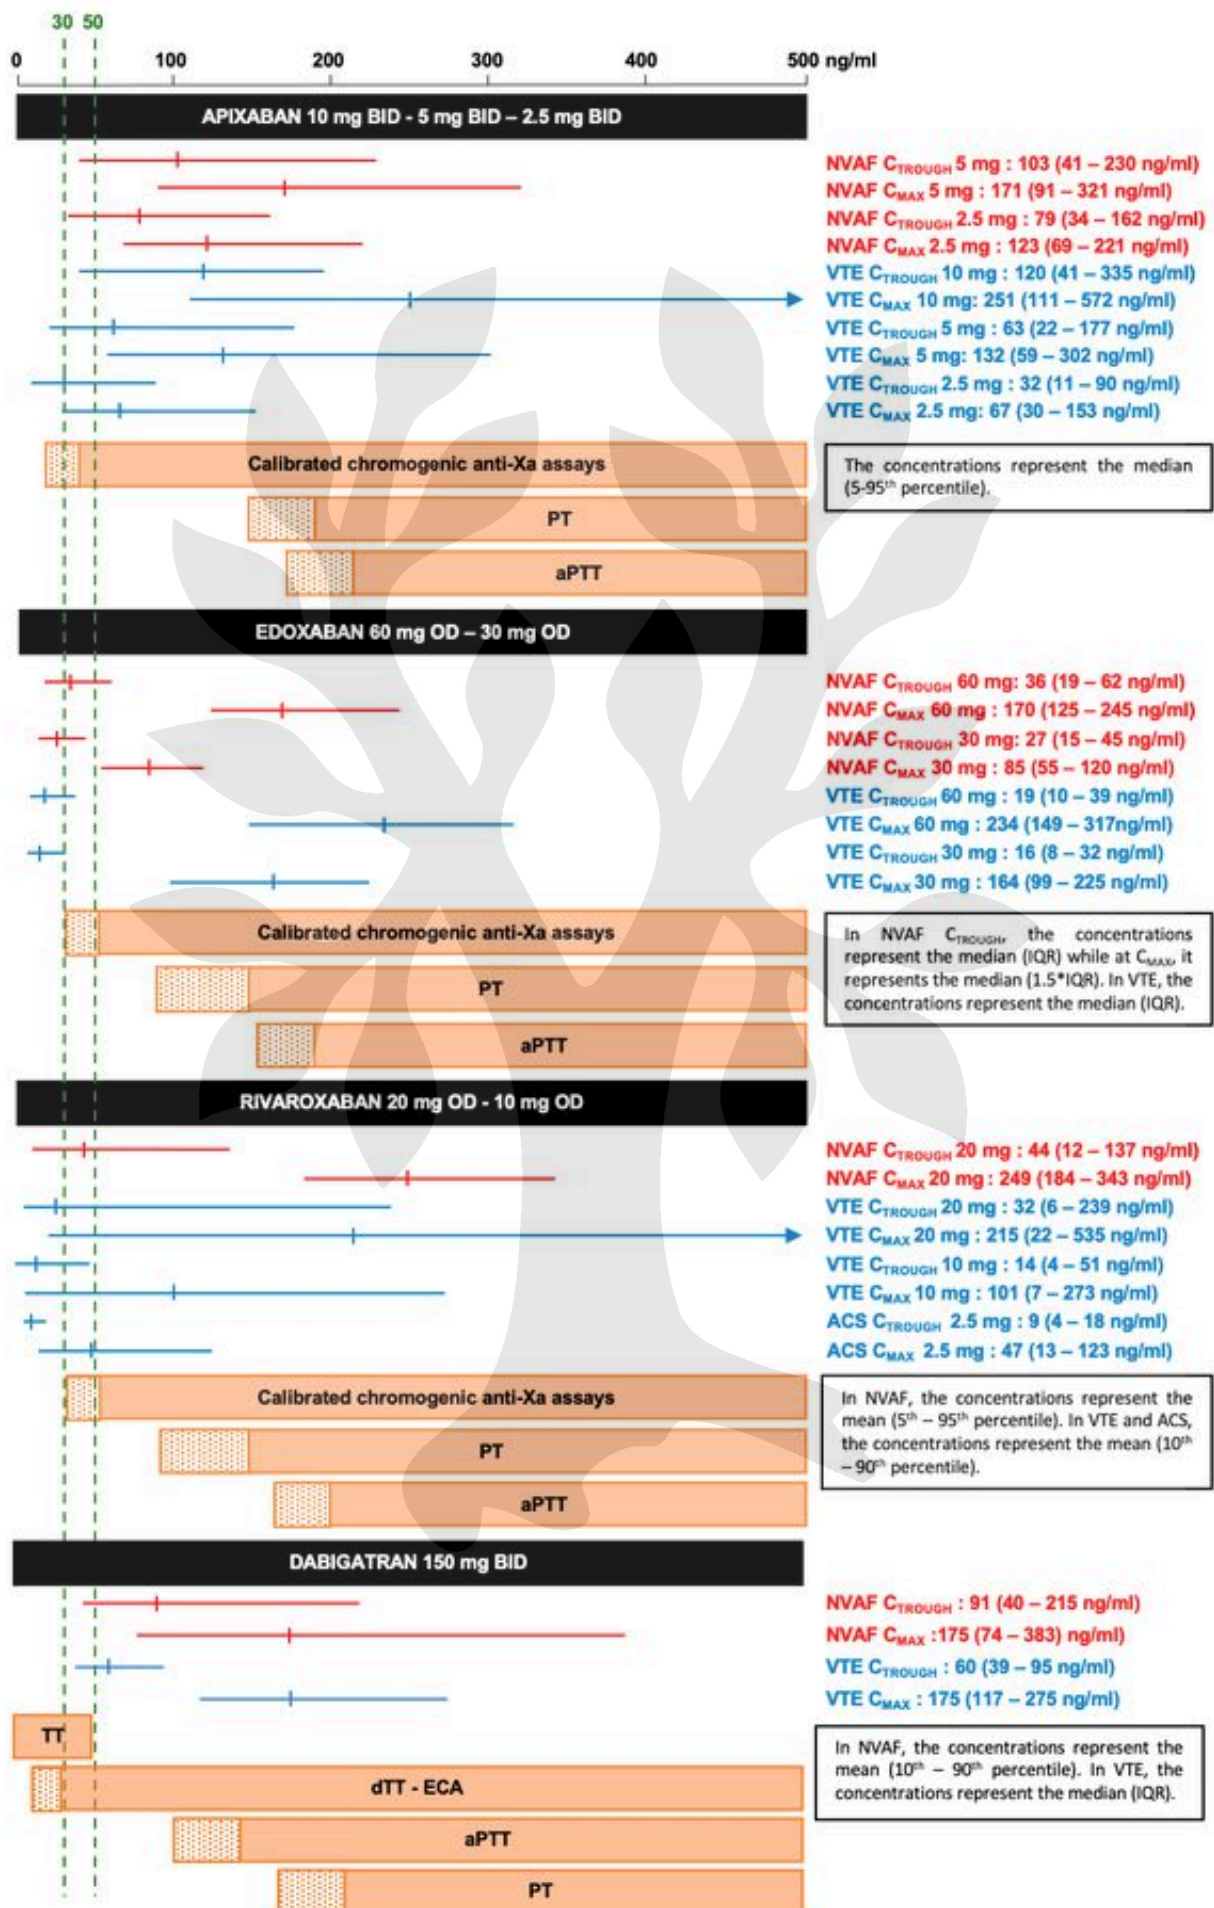 30 50
0 100 200 300 400 500 ng/ml
APIXABAN 10 mg BID - 5 mg BID – 2.5 mg BID
NVAF CTROUGH 5 mg : 103 (41 – 230 ng/ml)
NVAF CMAX 5 mg : 171 (91 – 321 ng/ml)
NVAF CTROUGH 2.5 mg : 79 (34 – 162 ng/ml)
NVAF CMAX 2.5 mg : 123 (69 – 221 ng/ml)
VTE CTROUGH 10 mg : 120 (41 – 335 ng/ml)
VTE CMAX 10 mg: 251 (111 – 572 ng/ml)
VTE CTROUGH 5 mg : 63 (22 – 177 ng/ml)
VTE CMAX 5 mg: 132 (59 – 302 ng/ml)
VTE CTROUGH 2.5 mg : 32 (11 – 90 ng/ml)
VTE CMAX 2.5 mg: 67 (30 – 153 ng/ml)
Calibrated chromogenic anti-Xa assays
The concentrations represent the median
(5-95th percentile).
PT
aPTT
EDOXABAN 60 mg OD – 30 mg OD
NVAF CTROUGH 60 mg: 36 (19 – 62 ng/ml)
NVAF CMAX 60 mg : 170 (125 – 245 ng/ml)
NVAF CTROUGH 30 mg: 27 (15 – 45 ng/ml)
NVAF CMAX 30 mg : 85 (55 – 120 ng/ml)
VTE CTROUGH 60 mg : 19 (10 – 39 ng/ml)
VTE CMAX 60 mg : 234 (149 – 317ng/ml)
VTE CTROUGH 30 mg : 16 (8 – 32 ng/ml)
VTE CMAX 30 mg : 164 (99 – 225 ng/ml)
Calibrated chromogenic anti-Xa assays
In NVAF CTROUGH, the concentrations
represent the median (IQR) while at CMAX, it
represents the median (1.5*IQR). In VTE, the
concentrations represent the median (IQR).
PT
aPTT
RIVAROXABAN 20 mg OD - 10 mg OD
NVAF CTROUGH 20 mg : 44 (12 – 137 ng/ml)
NVAF CMAX 20 mg : 249 (184 – 343 ng/ml)
VTE CTROUGH 20 mg : 32 (6 – 239 ng/ml)
VTE CMAX 20 mg : 215 (22 – 535 ng/ml)
VTE CTROUGH 10 mg : 14 (4 – 51 ng/ml)
VTE CMAX 10 mg : 101 (7 – 273 ng/ml)
ACS CTROUGH 2.5 mg : 9 (4 – 18 ng/ml)
ACS CMAX 2.5 mg : 47 (13 – 123 ng/ml)
Calibrated chromogenic anti-Xa assays
In NVAF, the concentrations represent the
mean (5th – 95th percentile). In VTE and ACS,
the concentrations represent the mean (10th
– 90th percentile).
PT
aPTT
DABIGATRAN 150 mg BID
NVAF CTROUGH : 91 (40 – 215 ng/ml)
NVAF CMAX :175 (74 – 383) ng/ml)
VTE CTROUGH : 60 (39 – 95 ng/ml)
VTE CMAX : 175 (117 – 275 ng/ml)
TT
In NVAF, the concentrations represent the
mean (10th – 90th percentile). In VTE, the
concentrations represent the median (IQR).
dTT - ECA
aPTT
PT